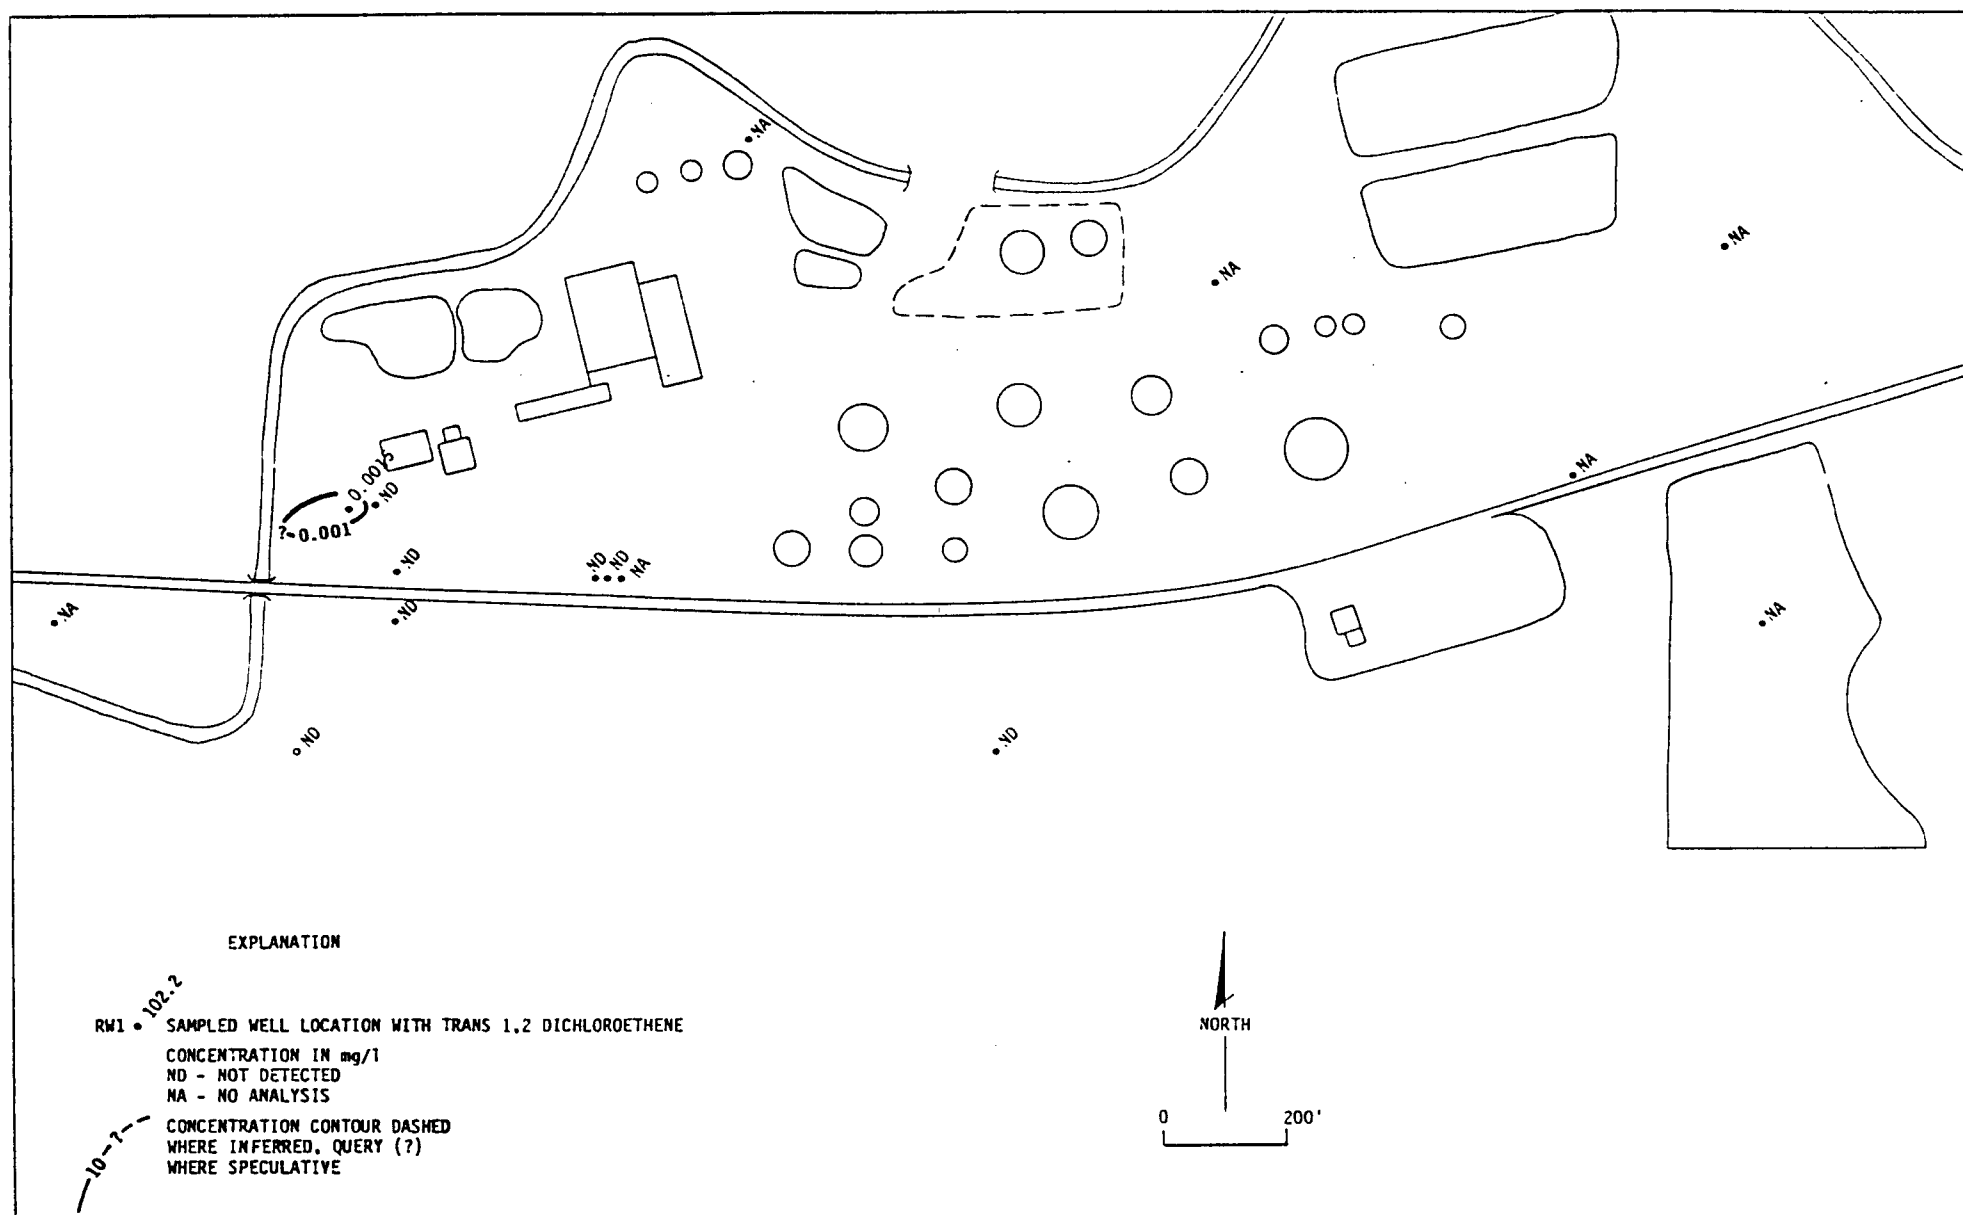 NA
NA
NA
0.0015
ND
NA
?-0.001
ND
ND
ND
NA
NA
ND
NA
ND
ND
EXPLANATION
102.2
RW1 • SAMPLED WELL LOCATION WITH TRANS 1,2 DICHLOROETHENE
CONCENTRATION IN mg/l
ND - NOT DETECTED
NA - NO ANALYSIS
10-?-- CONCENTRATION CONTOUR DASHED
WHERE INFERRED, QUERY (?)
WHERE SPECULATIVE
NORTH
0 200'